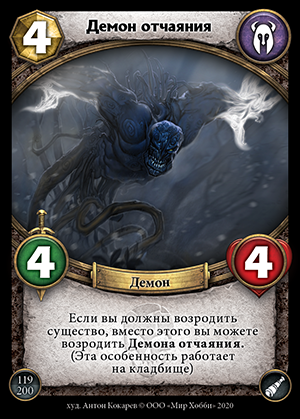 4
Демон отчаяния
4
4
Демон
Если вы должны возродить
существо, вместо этого вы можете
возродить Демона отчаяния.
(Эта особенность работает
на кладбище)
119
200
худ. Антон Кокарев © ООО «Мир Хобби» 2020